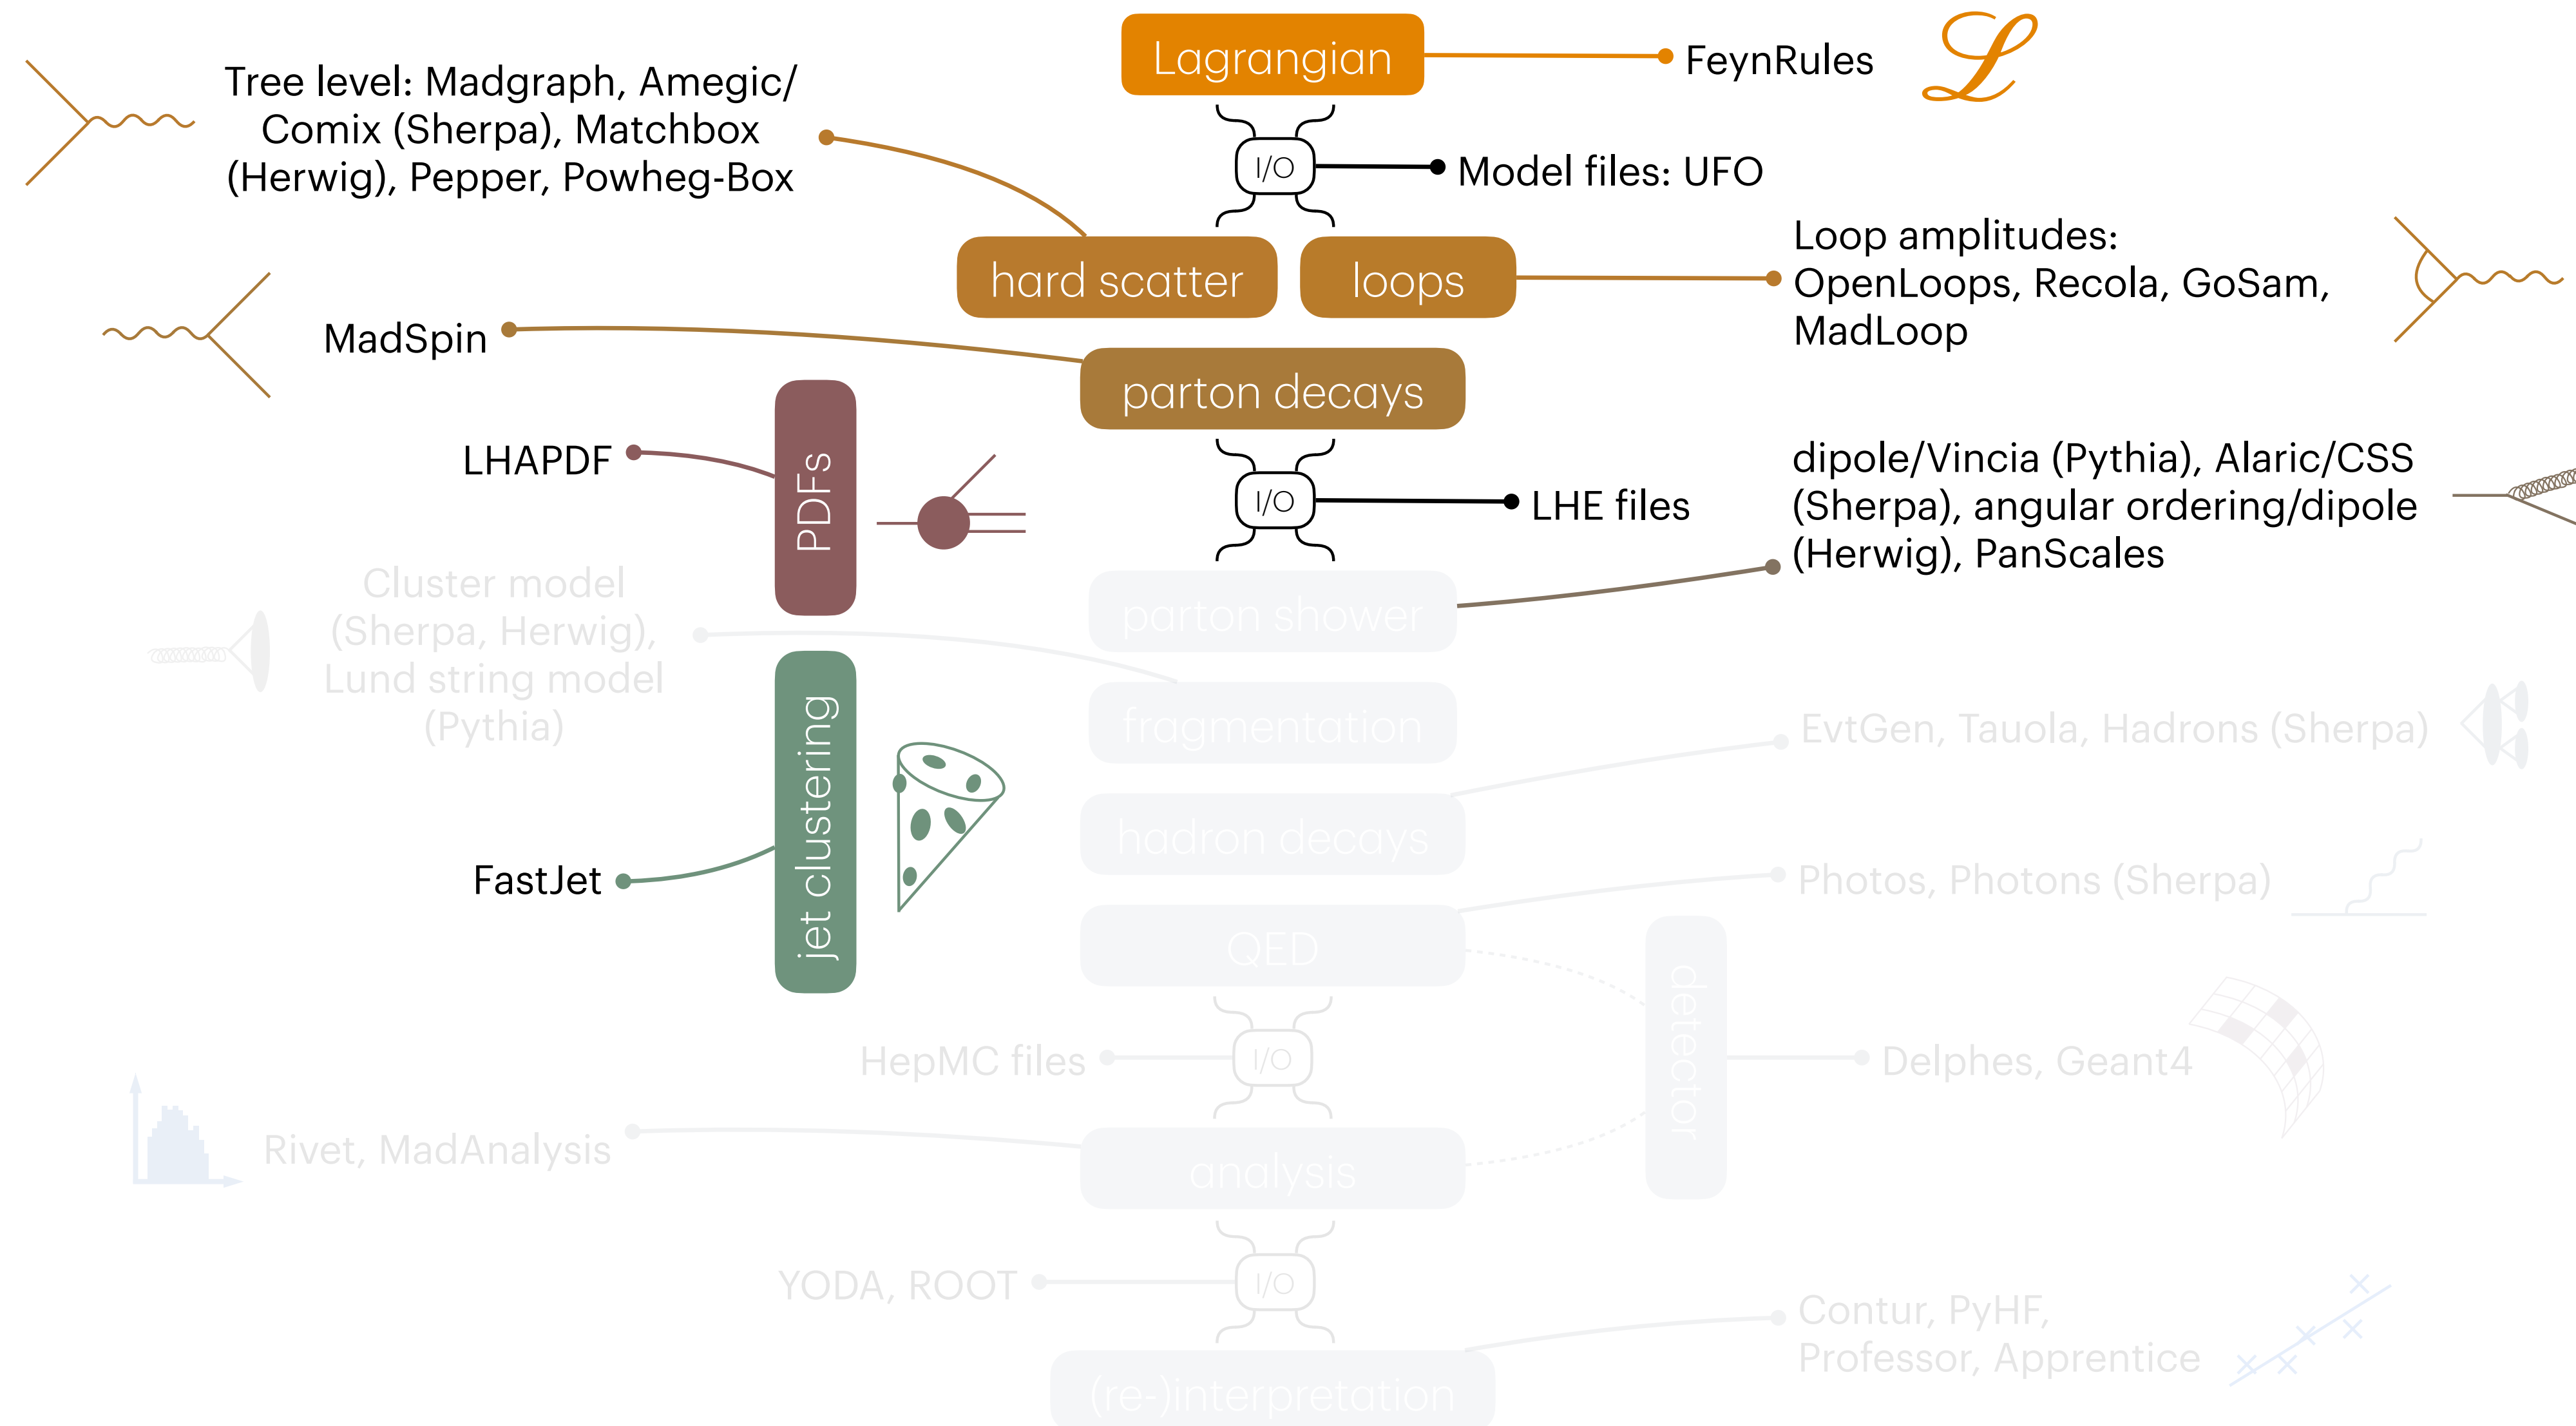 Lagrangian
FeynRules
ℒ
Tree level: Madgraph, Amegic/
Comix (Sherpa), Matchbox
(Herwig), Pepper, Powheg-Box
I/O
Model files: UFO
hard scatter
loops
Loop amplitudes:
OpenLoops, Recola, GoSam,
MadLoop
MadSpin
parton decays
LHAPDF
PDFs
I/O
LHE files
dipole/Vincia (Pythia), Alaric/CSS
(Sherpa), angular ordering/dipole
(Herwig), PanScales
parton shower
Cluster model
(Sherpa, Herwig),
Lund string model
(Pythia)
fragmentation
jet clustering
EvtGen, Tauola, Hadrons (Sherpa)
hadron decays
FastJet
Photos, Photons (Sherpa)
QED
detector
HepMC files
I/O
Delphes, Geant4
Rivet, MadAnalysis
analysis
YODA, ROOT
I/O
Contur, PyHF,
Professor, Apprentice
(re-)interpretation